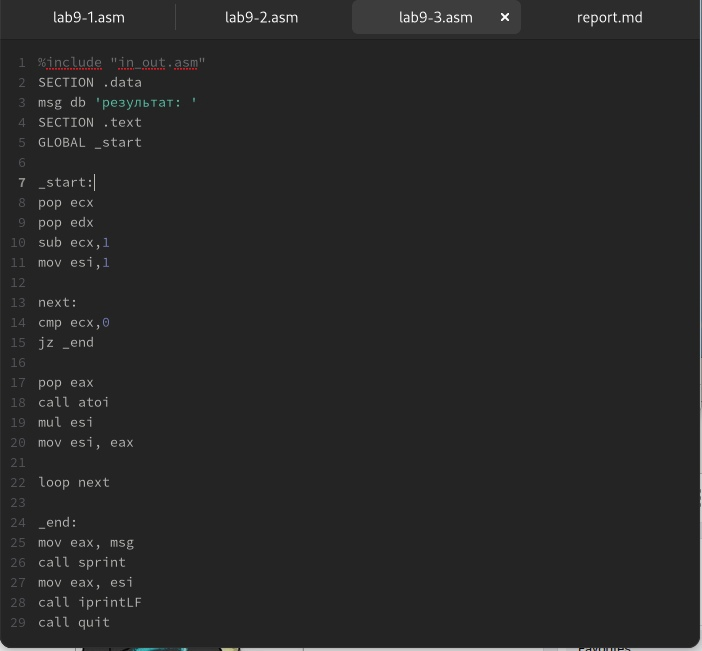 lab9-1.asm
lab9-2.asm
lab9-3.asm ×
report.md
1 %include "in_out.asm"
2 SECTION .data
3 msg db 'результат: '
4 SECTION .text
5 GLOBAL _start
6
7 _start:
8 pop ecx
9 pop edx
10 sub ecx,1
11 mov esi,1
12
13 next:
14 cmp ecx,0
15 jz _end
16
17 pop eax
18 call atoi
19 mul esi
20 mov esi, eax
21
22 loop next
23
24 _end:
25 mov eax, msg
26 call sprint
27 mov eax, esi
28 call iprintLF
29 call quit